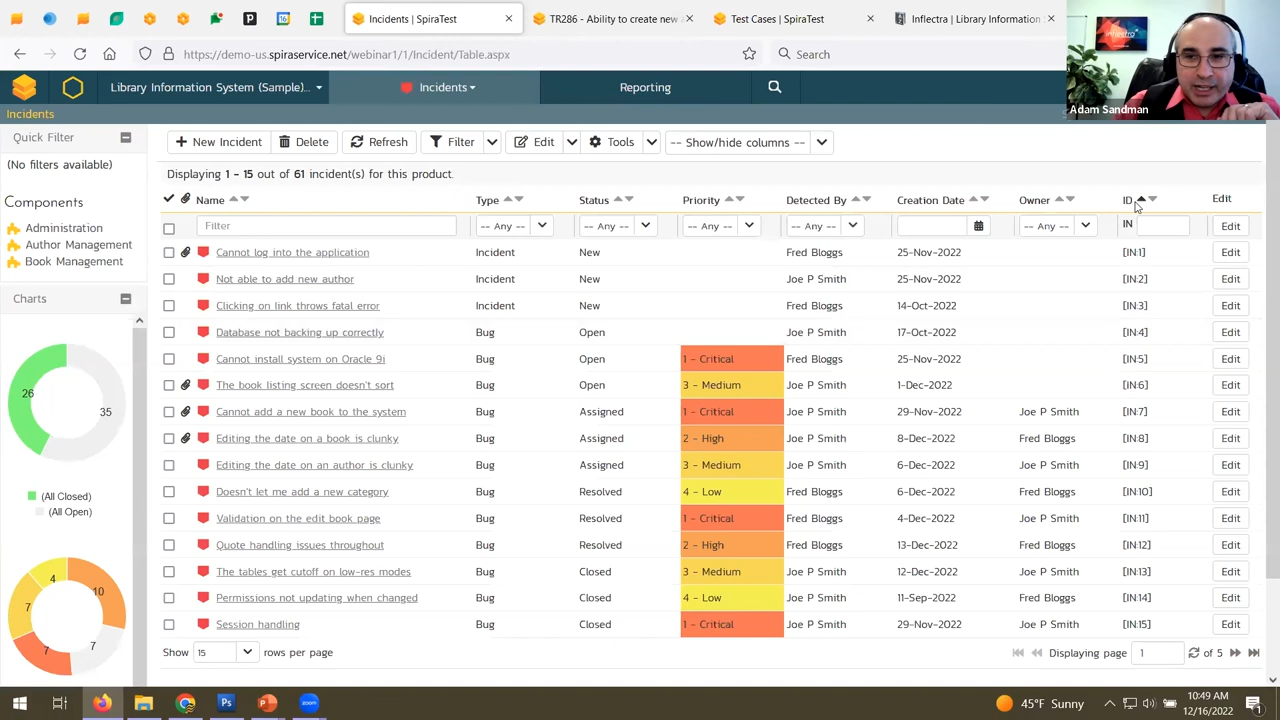 Incidents | SpiraTest
TR286 - Ability to create new a
Test Cases | SpiraTest
Inflectra | Library Information
https://demo-us.spiraservice.net/webinar1/1/Incident/Table.aspx
Search
inflectra
Adam Sandman
Library Information System (Sample)...
Incidents
Reporting
Incidents
Quick Filter
New Incident
Delete
Refresh
Filter
Edit
Tools
-- Show/hide columns --
(No filters available)
Displaying 1 - 15 out of 61 incident(s) for this product.
Components
Administration
Author Management
Book Management
Charts
26
35
(All Closed)
(All Open)
4
10
7
7
7
Name Type Status Priority Detected By Creation Date Owner ID Edit
Filter -- Any -- -- Any -- -- Any -- -- Any -- -- Any -- IN Edit
Cannot log into the application Incident New Fred Bloggs 25-Nov-2022 [IN:1] Edit
Not able to add new author Incident New Joe P Smith 25-Nov-2022 [IN:2] Edit
Clicking on link throws fatal error Incident New Fred Bloggs 14-Oct-2022 [IN:3] Edit
Database not backing up correctly Bug Open Joe P Smith 17-Oct-2022 [IN:4] Edit
Cannot install system on Oracle 9i Bug Open 1 - Critical Fred Bloggs 25-Nov-2022 [IN:5] Edit
The book listing screen doesn't sort Bug Open 3 - Medium Joe P Smith 1-Dec-2022 [IN:6] Edit
Cannot add a new book to the system Bug Assigned 1 - Critical Joe P Smith 29-Nov-2022 Joe P Smith [IN:7] Edit
Editing the date on a book is clunky Bug Assigned 2 - High Joe P Smith 8-Dec-2022 Fred Bloggs [IN:8] Edit
Editing the date on an author is clunky Bug Assigned 3 - Medium Joe P Smith 6-Dec-2022 Joe P Smith [IN:9] Edit
Doesn't let me add a new category Bug Resolved 4 - Low Fred Bloggs 6-Dec-2022 Fred Bloggs [IN:10] Edit
Validation on the edit book page Bug Resolved 1 - Critical Fred Bloggs 4-Dec-2022 Joe P Smith [IN:11] Edit
Quote handling issues throughout Bug Resolved 2 - High Fred Bloggs 13-Dec-2022 Fred Bloggs [IN:12] Edit
The tables get cutoff on low-res modes Bug Closed 3 - Medium Joe P Smith 12-Dec-2022 Joe P Smith [IN:13] Edit
Permissions not updating when changed Bug Closed 4 - Low Joe P Smith 11-Sep-2022 Fred Bloggs [IN:14] Edit
Session handling Bug Closed 1 - Critical Joe P Smith 29-Nov-2022 Joe P Smith [IN:15] Edit
Show 15 rows per page
Displaying page 1 of 5
45°F Sunny
10:49 AM
12/16/2022